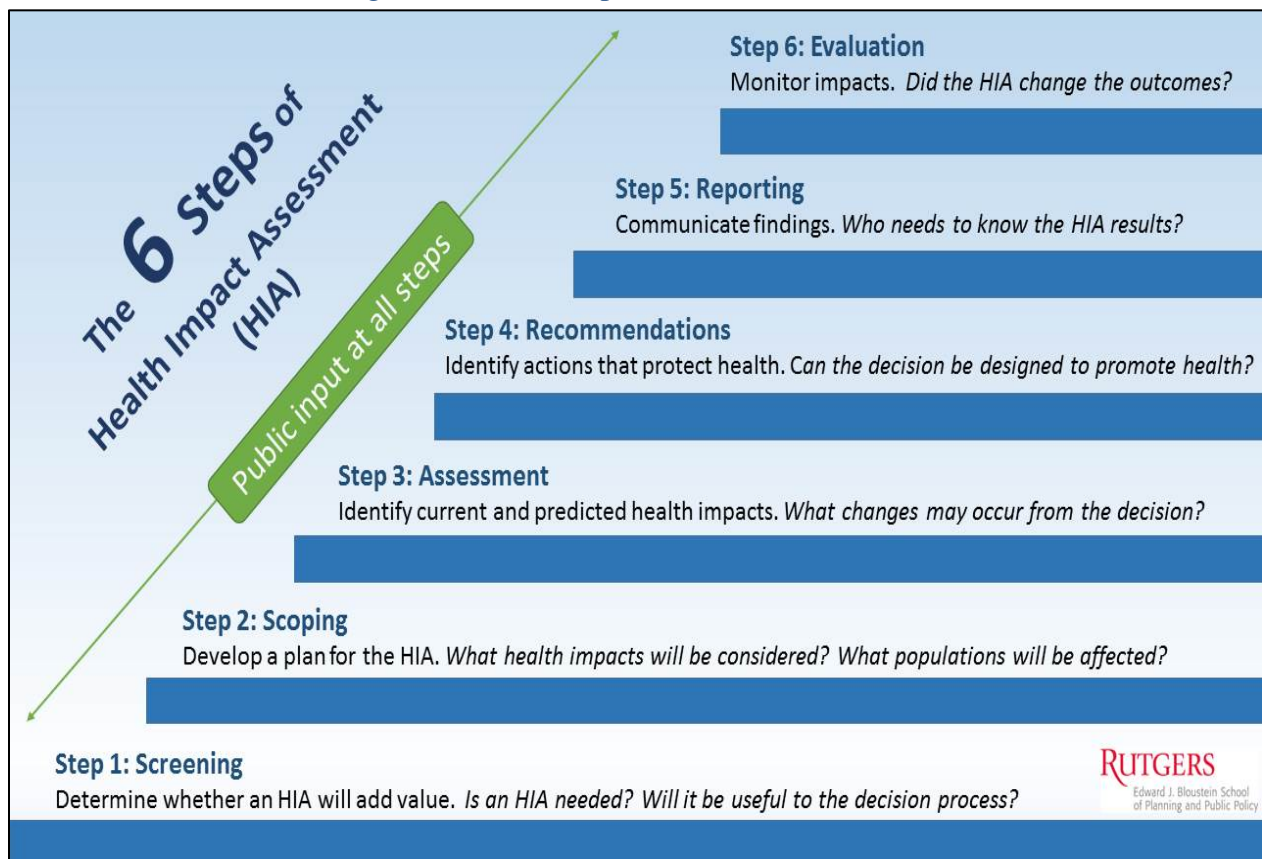 The 6 Steps of
Health Impact Assessment
(HIA)
Public input at all steps
Step 6: Evaluation
Monitor impacts. Did the HIA change the outcomes?
Step 5: Reporting
Communicate findings. Who needs to know the HIA results?
Step 4: Recommendations
Identify actions that protect health. Can the decision be designed to promote health?
Step 3: Assessment
Identify current and predicted health impacts. What changes may occur from the decision?
Step 2: Scoping
Develop a plan for the HIA. What health impacts will be considered? What populations will be affected?
Step 1: Screening
Determine whether an HIA will add value. Is an HIA needed? Will it be useful to the decision process?
RUTGERS
Edward J. Bloustein School
of Planning and Public Policy